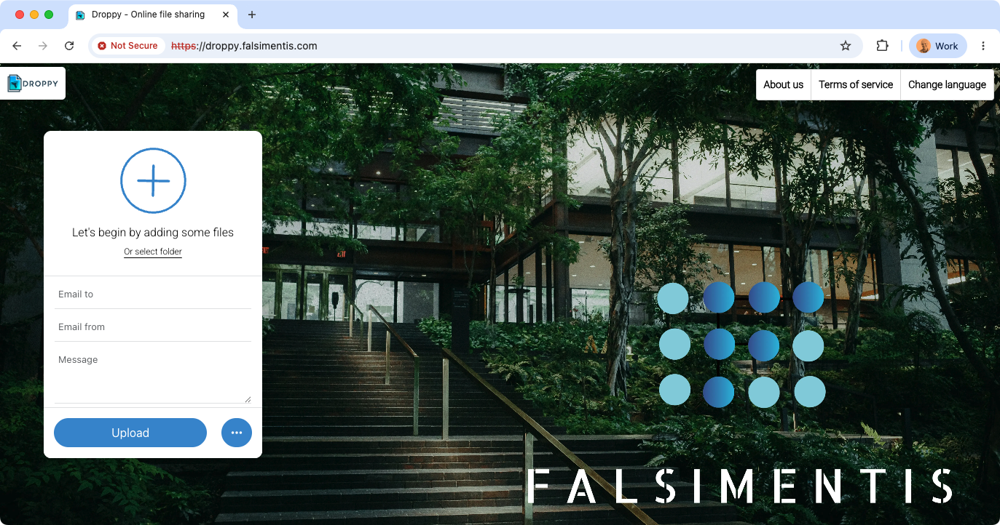 Droppy - Online file sharing
Not Secure
https://droppy.falsimentis.com
Work
DROPPY
About us
Terms of service
Change language
Let's begin by adding some files
Or select folder
Email to
Email from
Message
Upload
FALSIMENTIS